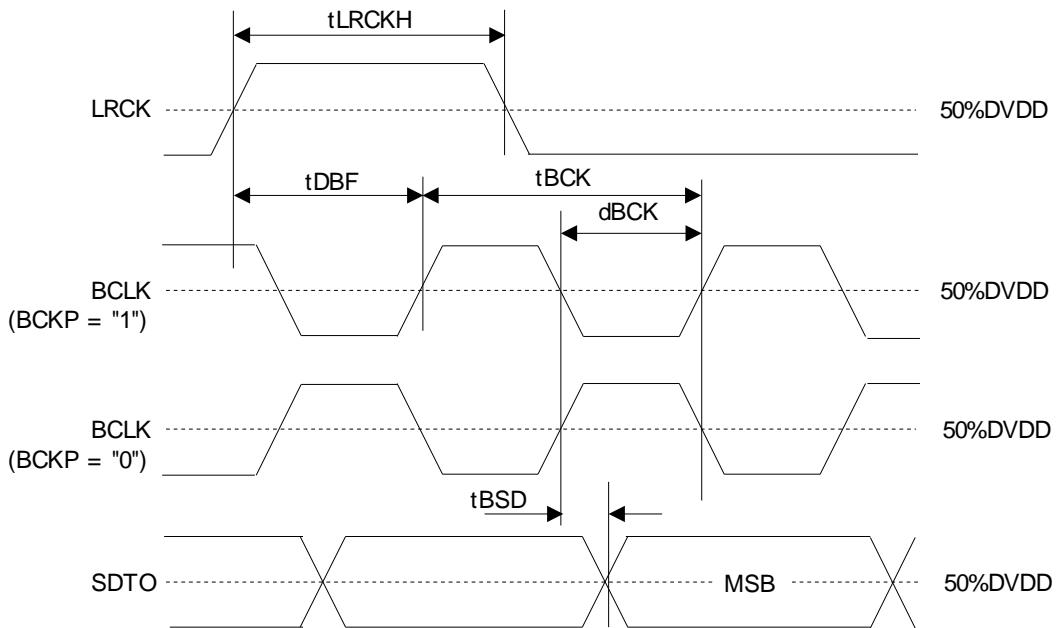 tLRCKH
LRCK
50%DVDD
tDBF
tBCK
dBCK
BCLK
(BCKP = "1")
50%DVDD
BCLK
(BCKP = "0")
50%DVDD
tBSD
SDTO
MSB
50%DVDD